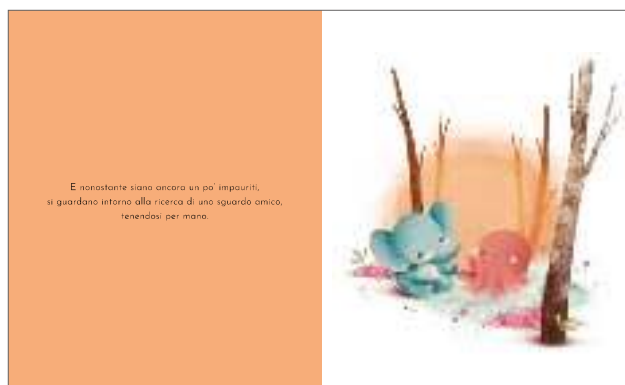 E nonostante siano ancora un po' impauriti,
si guardano intorno alla ricerca di uno sguardo amico,
tenendosi per mano.